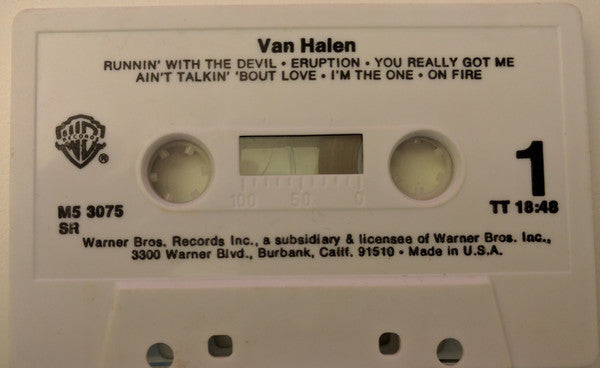 Van Halen
RUNNIN' WITH THE DEVIL • ERUPTION • YOU REALLY GOT ME
AIN'T TALKIN' 'BOUT LOVE • I'M THE ONE • ON FIRE
WB
RECORDS
®
1
100 50 0
M5 3075
SR
TT 18:48
Warner Bros. Records Inc., a subsidiary & licensee of Warner Bros. Inc.,
3300 Warner Blvd., Burbank, Calif. 91510 • Made in U.S.A.